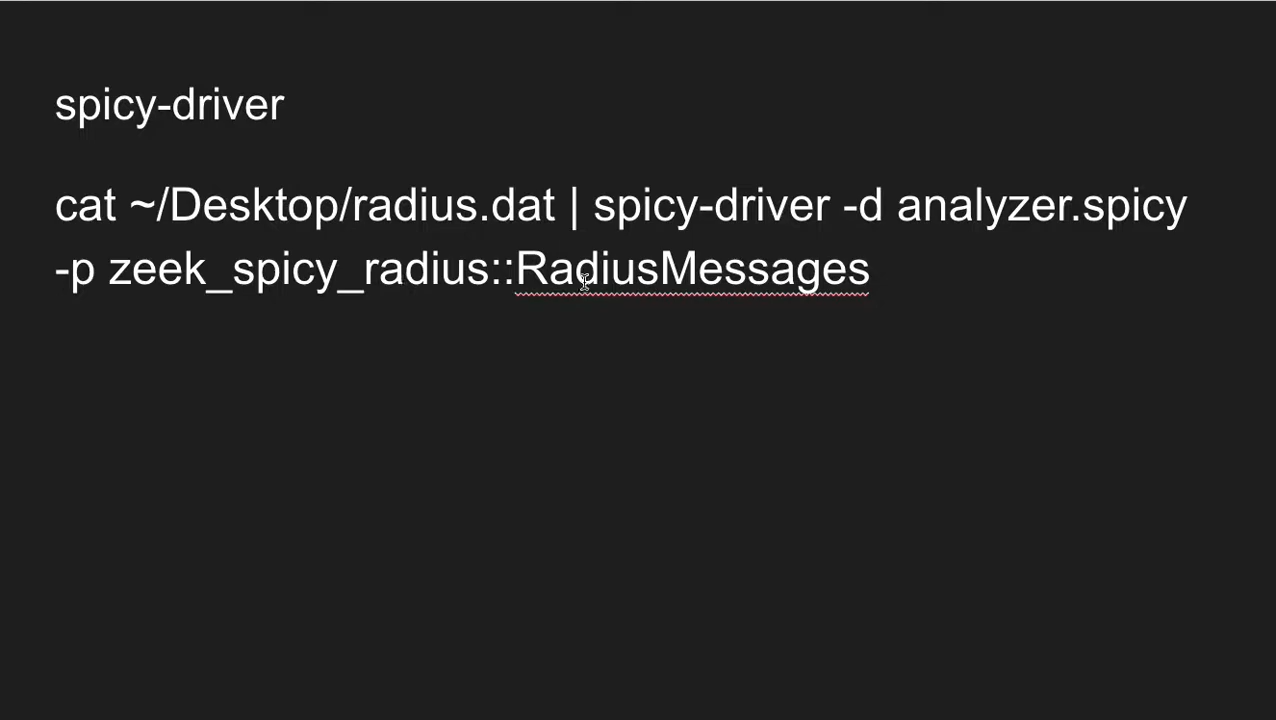 spicy-driver
cat ~/Desktop/radius.dat | spicy-driver -d analyzer.spicy
-p zeek_spicy_radius::RadiusMessages